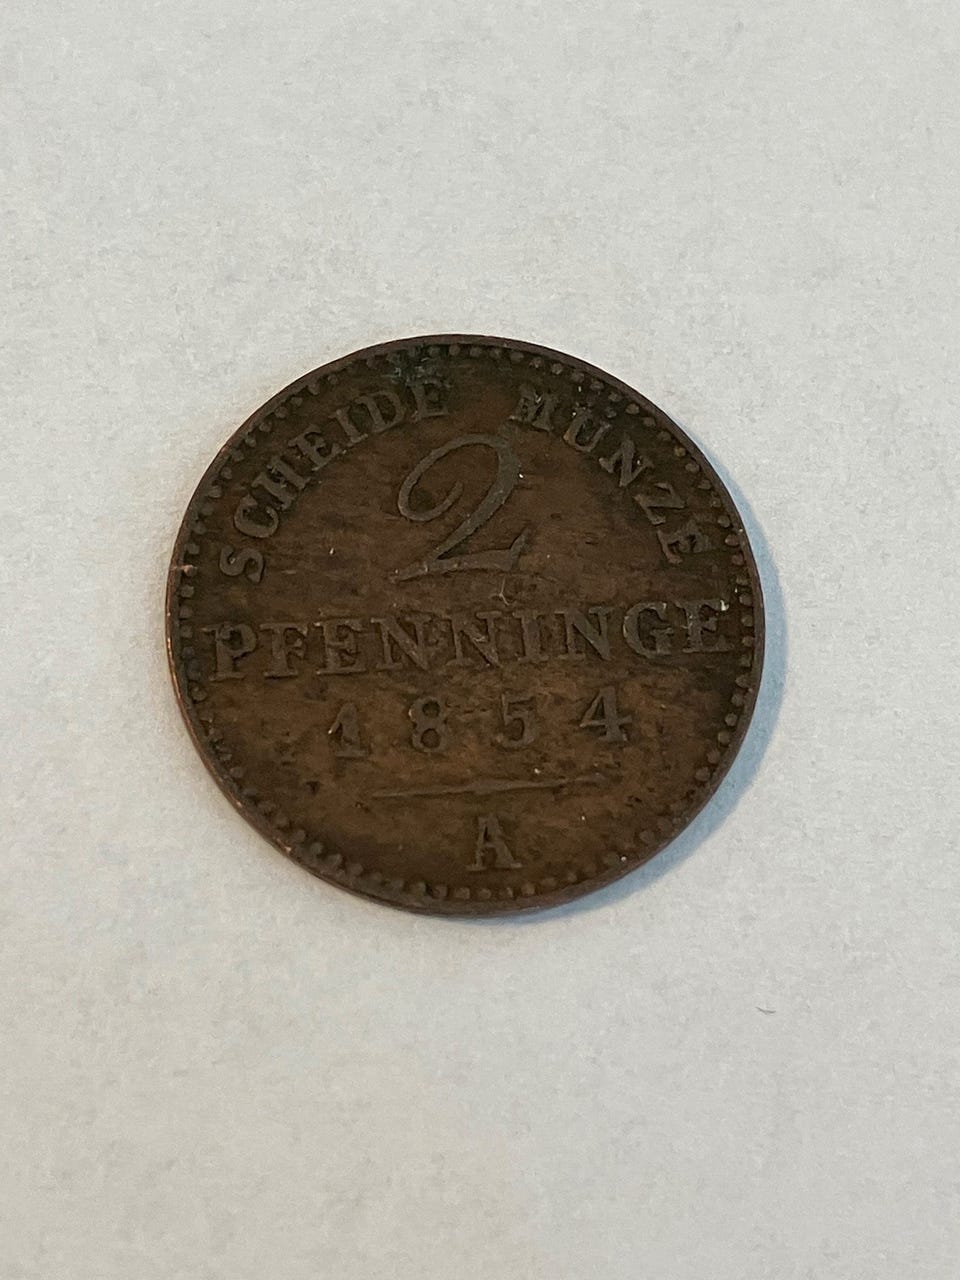 SCHEIDE MÜNZE
2
PFENNINGE
1854
A